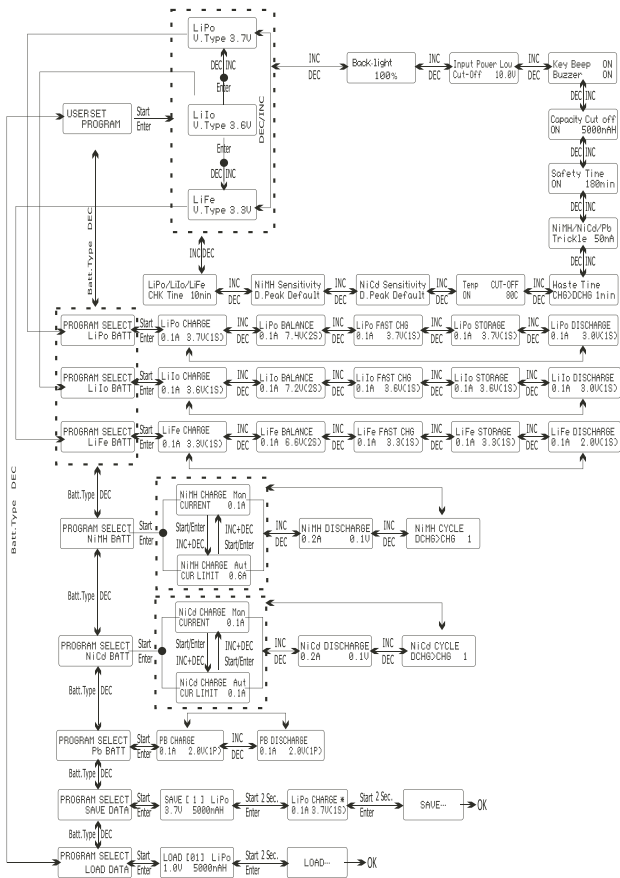 LiPo
V.Type 3.7V
DEC INC
Enter
LiIo
V.Type 3.6V
Enter
DEC INC
LiFe
V.Type 3.3V
DEC/INC
USERSET
PROGRAM
Start
Enter
INC
DEC
Back-light
100%
INC
DEC
Input Power Low
Cut-Off 10.0V
INC
DEC
Key Beep ON
Buzzer ON
DEC INC
Capacity Cut off
ON 5000mAH
DEC INC
Safety Time
ON 180min
DEC INC
NiMH/NiCd/Pb
Trickle 50mA
DEC INC
Batt.Type DEC
INC DEC
LiPo/LiIo/LiFe
CHK Time 10min
INC
DEC
NiMH Sensitivity
D.Peak Default
INC
DEC
NiCd Sensitivity
D.Peak Default
INC
DEC
Temp CUT-OFF
ON 80C
INC
DEC
Waste Time
CHG>DCHG 1min
PROGRAM SELECT
LiPo BATT
Start
Enter
LiPo CHARGE
0.1A 3.7V(1S)
INC
DEC
LiPo BALANCE
0.1A 7.4V(2S)
INC
DEC
LiPo FAST CHG
0.1A 3.7V(1S)
INC
DEC
LiPo STORAGE
0.1A 3.7V(1S)
INC
DEC
LiPo DISCHARGE
0.1A 3.0V(1S)
PROGRAM SELECT
LiIo BATT
Start
Enter
LiIo CHARGE
0.1A 3.6V(1S)
INC
DEC
LiIo BALANCE
0.1A 7.2V(2S)
INC
DEC
LiIo FAST CHG
0.1A 3.6V(1S)
INC
DEC
LiIo STORAGE
0.1A 3.6V(1S)
INC
DEC
LiIo DISCHARGE
0.1A 3.0V(1S)
PROGRAM SELECT
LiFe BATT
Start
Enter
LiFe CHARGE
0.1A 3.3V(1S)
INC
DEC
LiFe BALANCE
0.1A 6.6V(2S)
INC
DEC
LiFe FAST CHG
0.1A 3.3(1S)
INC
DEC
LiFe STORAGE
0.1A 3.3(1S)
INC
DEC
LiFe DISCHARGE
0.1A 2.0V(1S)
Batt.Type DEC
Batt.Type DEC
PROGRAM SELECT
NiMH BATT
Start
Enter
NiMH CHARGE Man
CURRENT 0.1A
Start/Enter
INC+DEC
INC+DEC
Start/Enter
NiMH CHARGE Aut
CUR LIMIT 0.6A
INC
DEC
NiMH DISCHARGE
0.2A 0.1V
INC
DEC
NiMH CYCLE
DCHG>CHG 1
Batt.Type DEC
PROGRAM SELECT
NiCd BATT
Start
Enter
NiCd CHARGE Man
CURRENT 0.1A
Start/Enter
INC+DEC
INC+DEC
Start/Enter
NiCd CHARGE Aut
CUR LIMIT 0.1A
INC
DEC
NiCd DISCHARGE
0.2A 0.1V
INC
DEC
NiCd CYCLE
DCHG>CHG 1
Batt.Type DEC
PROGRAM SELECT
Pb BATT
Start
Enter
PB CHARGE
0.1A 2.0V(1P)
INC
DEC
PB DISCHARGE
0.1A 2.0V(1P)
Batt.Type DEC
PROGRAM SELECT
SAVE DATA
Start
Enter
SAVE [ 1 ] LiPo
3.7V 5000mAH
Start 2 Sec.
Enter
LiPo CHARGE *
0.1A 3.7V(1S)
Start 2 Sec.
Enter
SAVE…
OK
Batt.Type DEC
PROGRAM SELECT
LOAD DATA
Start
Enter
LOAD [01] LiPo
1.0V 5000mAH
Start 2 Sec.
Enter
LOAD…
OK